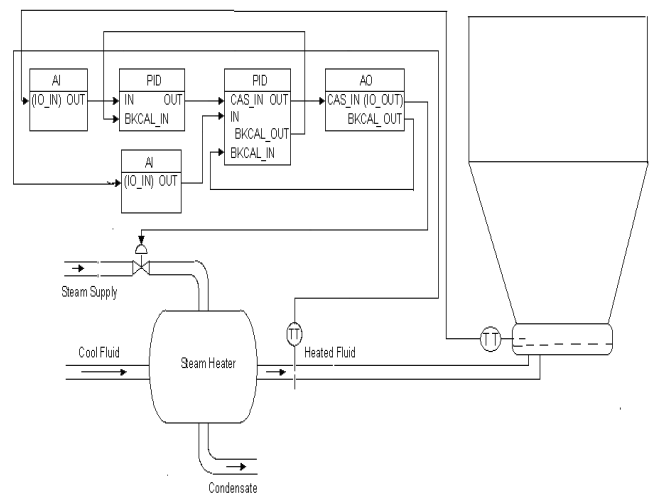 AI
(IO_IN) OUT
PID
IN OUT
BKCAL_IN
PID
CAS_IN OUT
IN
BKCAL_OUT
BKCAL_IN
AO
CAS_IN (IO_OUT)
BKCAL_OUT
AI
(IO_IN) OUT
Steam Supply
TT
TT
Cool Fluid
Steam Heater
Heated Fluid
Condensate